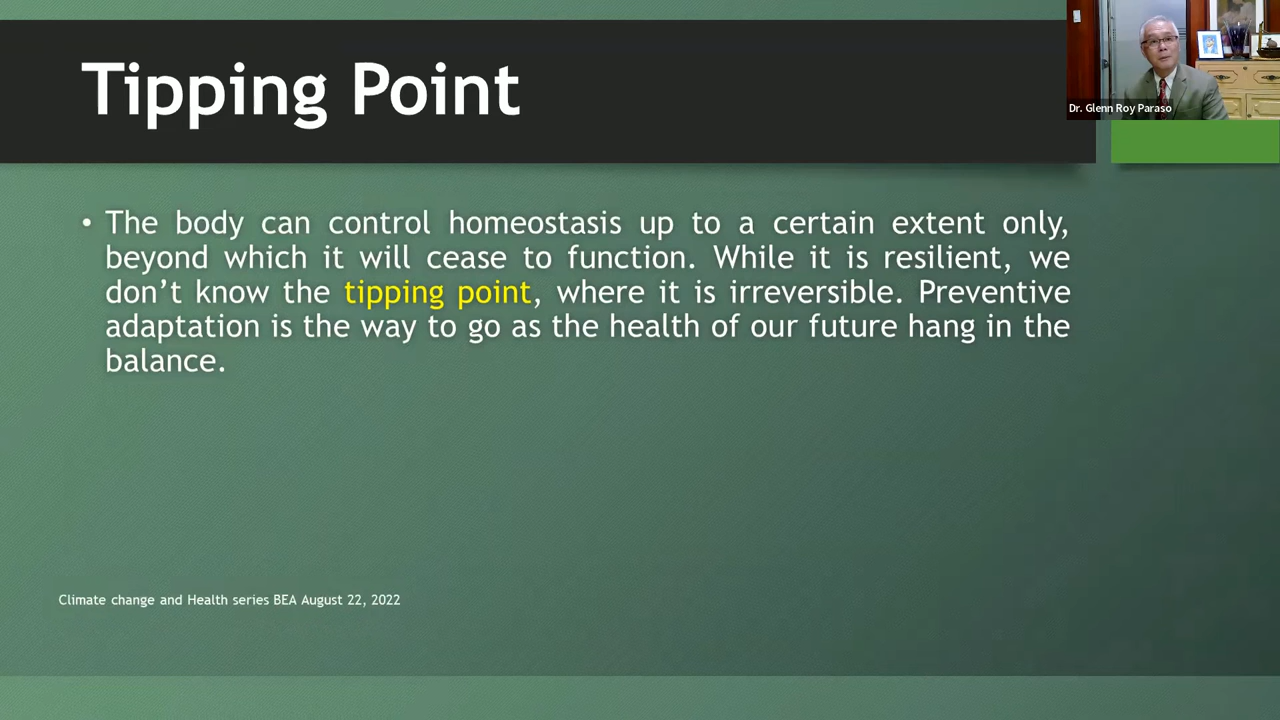 Tipping Point
Dr. Glenn Roy Paraso
• The body can control homeostasis up to a certain extent only,
beyond which it will cease to function. While it is resilient, we
don’t know the tipping point, where it is irreversible. Preventive
adaptation is the way to go as the health of our future hang in the
balance.
Climate change and Health series BEA August 22, 2022